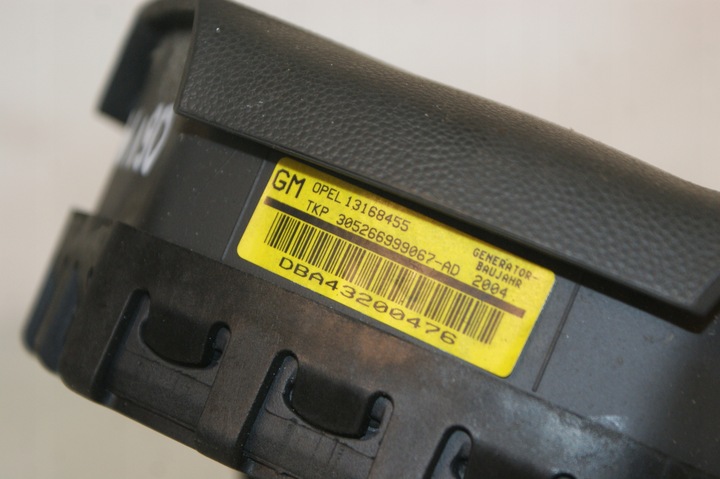 GM OPEL 13168455
TKP 305266999067-AD
GENERATOR-
BAUJAHR
2004
DBA43200476